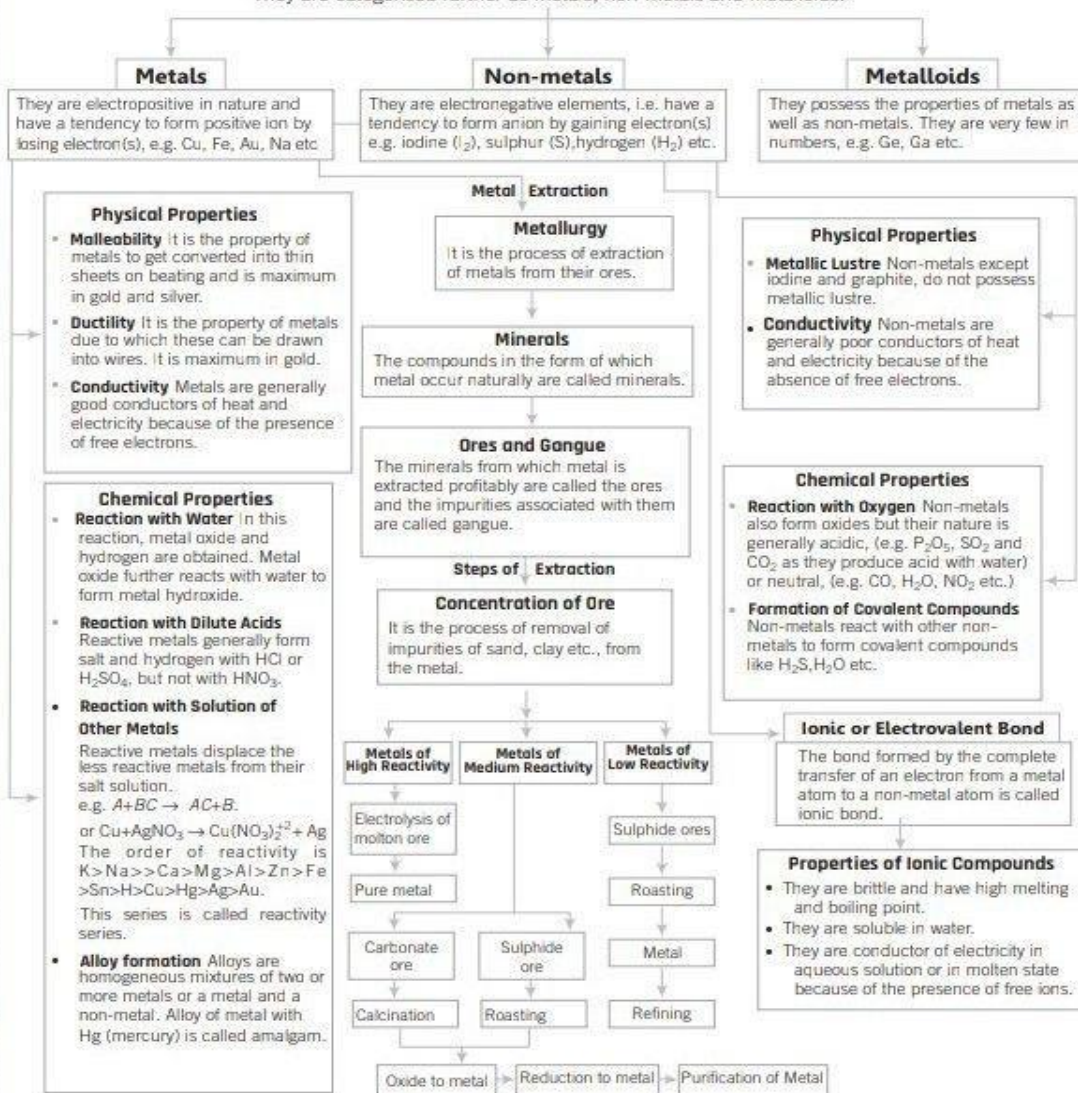 They are categorised further as metals, non-metals and metalloids.
Metals
They are electropositive in nature and
have a tendency to form positive ion by
losing electron(s), e.g. Cu, Fe, Au, Na etc
Non-metals
They are electronegative elements, i.e. have a
tendency to form anion by gaining electron(s)
e.g. iodine (I₂), sulphur (S),hydrogen (H₂) etc.
Metalloids
They possess the properties of metals as
well as non-metals. They are very few in
numbers, e.g. Ge, Ga etc.
Physical Properties
• Malleability It is the property of
metals to get converted into thin
sheets on beating and is maximum
in gold and silver.
• Ductility It is the property of metals
due to which these can be drawn
into wires. It is maximum in gold.
• Conductivity Metals are generally
good conductors of heat and
electricity because of the presence
of free electrons.
Chemical Properties
• Reaction with Water In this
reaction, metal oxide and
hydrogen are obtained. Metal
oxide further reacts with water to
form metal hydroxide.
• Reaction with Dilute Acids
Reactive metals generally form
salt and hydrogen with HCl or
H₂SO₄, but not with HNO₃.
• Reaction with Solution of
Other Metals
Reactive metals displace the
less reactive metals from their
salt solution.
e.g. A+BC → AC+B.
or Cu+AgNO₃ → Cu(NO₃)₂⁺² + Ag
The order of reactivity is
K>Na>>Ca>Mg>Al>Zn>Fe
>Sn>H>Cu>Hg>Ag>Au.
This series is called reactivity
series.
• Alloy formation Alloys are
homogeneous mixtures of two or
more metals or a metal and a
non-metal. Alloy of metal with
Hg (mercury) is called amalgam.
Metal Extraction
Metallurgy
It is the process of extraction
of metals from their ores.
Minerals
The compounds in the form of which
metal occur naturally are called minerals.
Ores and Gangue
The minerals from which metal is
extracted profitably are called the ores
and the impurities associated with them
are called gangue.
Steps of Extraction
Concentration of Ore
It is the process of removal of
impurities of sand, clay etc., from
the metal.
Metals of
High Reactivity
Metals of
Medium Reactivity
Metals of
Low Reactivity
Electrolysis of
molton ore
Pure metal
Carbonate
ore
Calcination
Sulphide
ore
Roasting
Sulphide ores
Roasting
Metal
Refining
Oxide to metal
Reduction to metal
Purification of Metal
Physical Properties
• Metallic Lustre Non-metals except
iodine and graphite, do not possess
metallic lustre.
• Conductivity Non-metals are
generally poor conductors of heat
and electricity because of the
absence of free electrons.
Chemical Properties
• Reaction with Oxygen Non-metals
also form oxides but their nature is
generally acidic, (e.g. P₂O₅, SO₂ and
CO₂ as they produce acid with water)
or neutral, (e.g. CO, H₂O, NO₂ etc.)
• Formation of Covalent Compounds
Non-metals react with other non-
metals to form covalent compounds
like H₂S,H₂O etc.
Ionic or Electrovalent Bond
The bond formed by the complete
transfer of an electron from a metal
atom to a non-metal atom is called
ionic bond.
Properties of Ionic Compounds
• They are brittle and have high melting
and boiling point.
• They are soluble in water.
• They are conductor of electricity in
aqueous solution or in molten state
because of the presence of free ions.